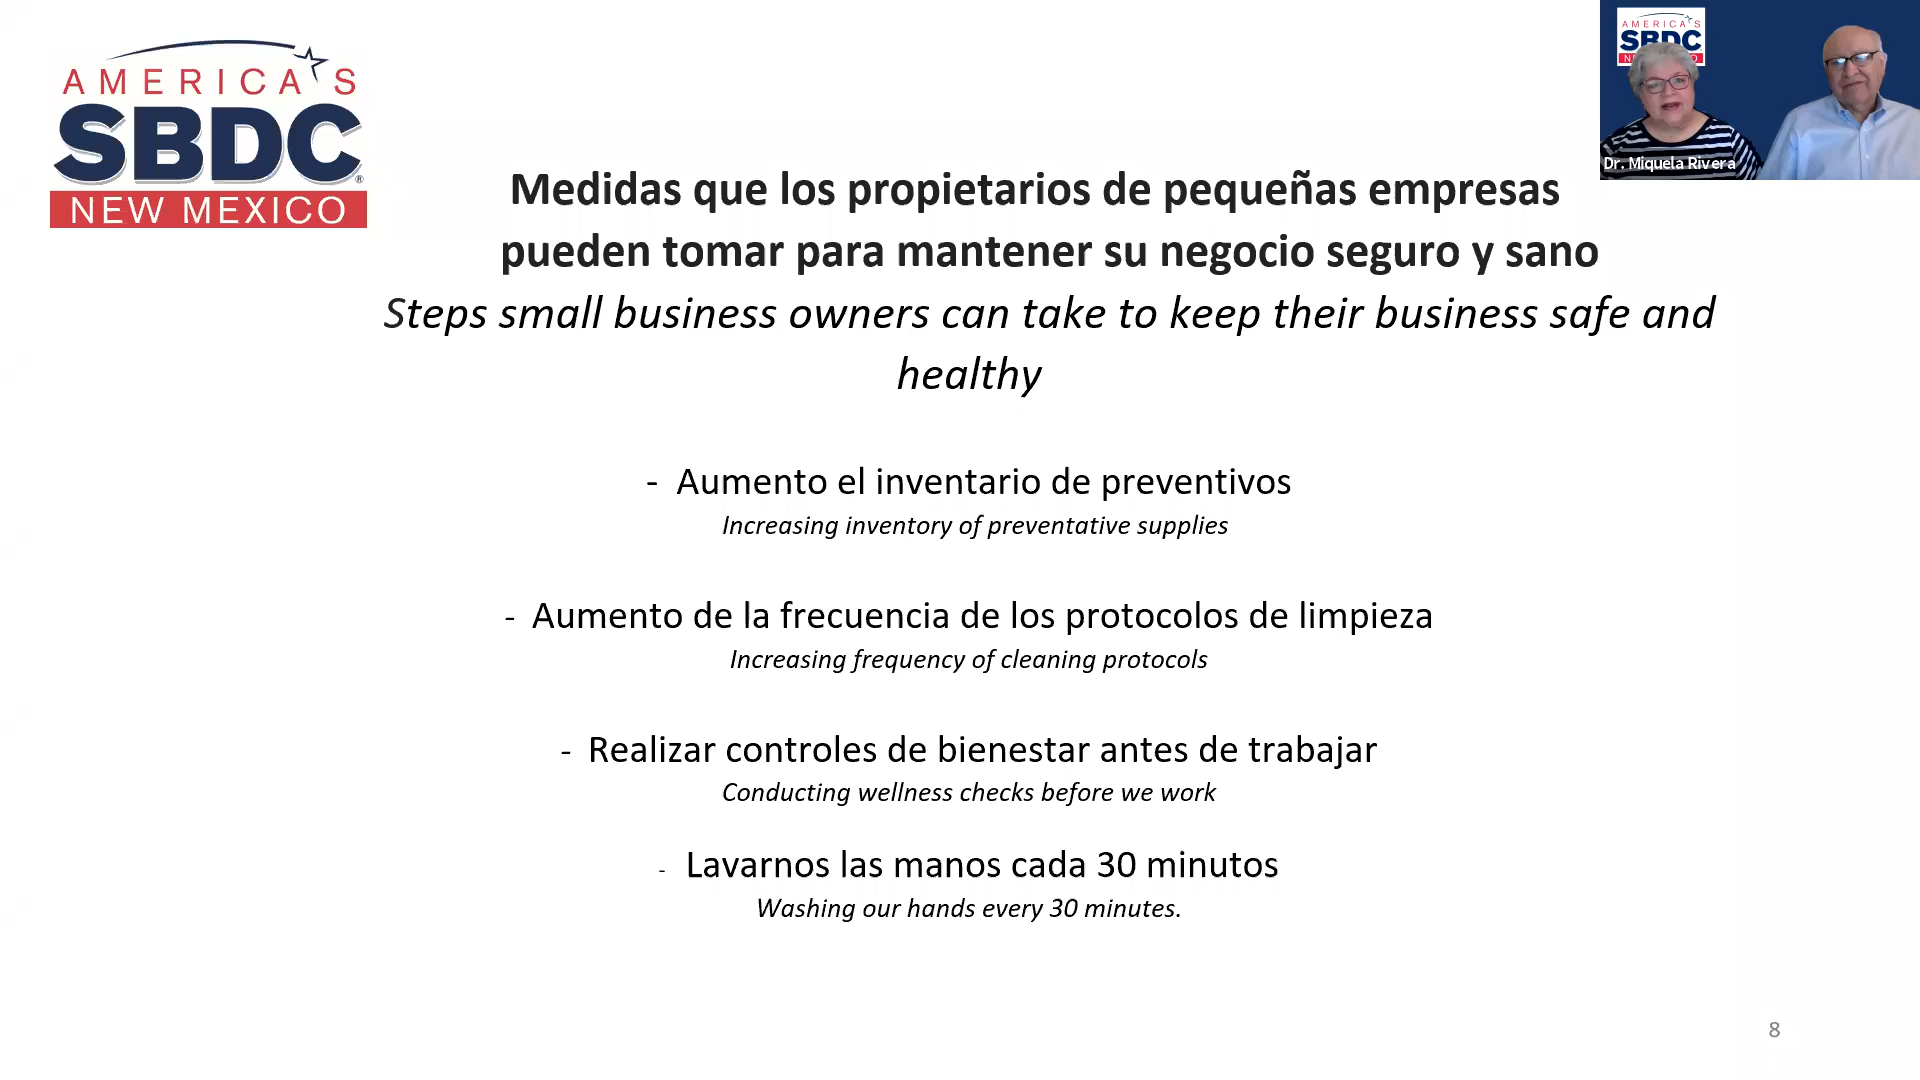 AMERICA'S
SBDC®
NEW MEXICO
AMERICA'S
SBDC
Dr. Miquela Rivera
Medidas que los propietarios de pequeñas empresas
pueden tomar para mantener su negocio seguro y sano
Steps small business owners can take to keep their business safe and
healthy
- Aumento el inventario de preventivos
Increasing inventory of preventative supplies
- Aumento de la frecuencia de los protocolos de limpieza
Increasing frequency of cleaning protocols
- Realizar controles de bienestar antes de trabajar
Conducting wellness checks before we work
- Lavarnos las manos cada 30 minutos
Washing our hands every 30 minutes.
8